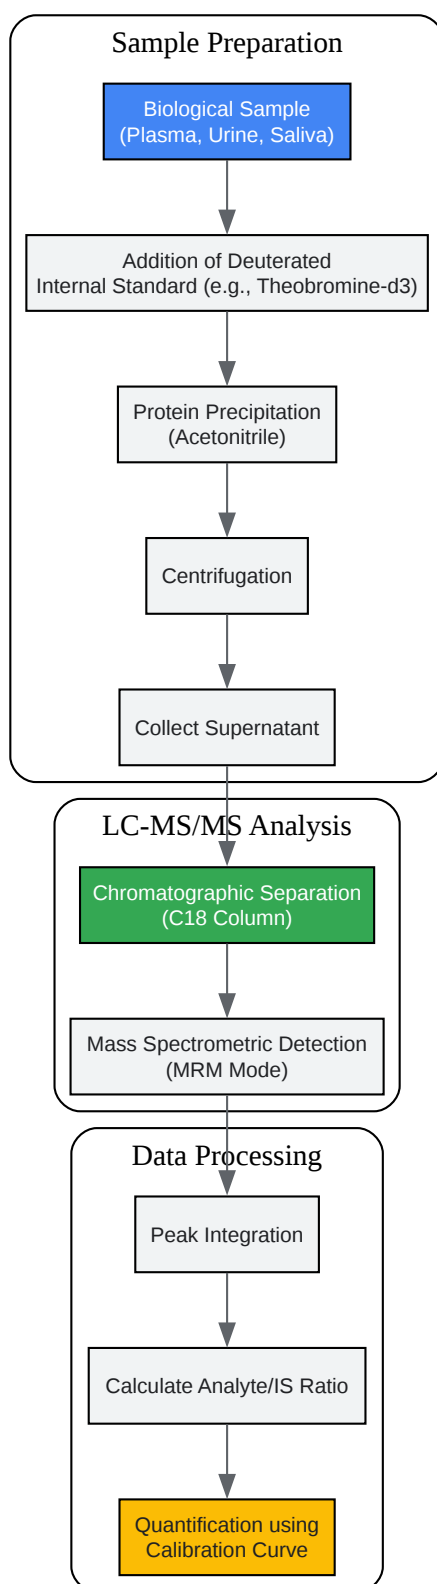 Sample Preparation
Biological Sample
(Plasma, Urine, Saliva)
Addition of Deuterated
Internal Standard (e.g., Theobromine-d3)
Protein Precipitation
(Acetonitrile)
Centrifugation
Collect Supernatant
LC-MS/MS Analysis
Chromatographic Separation
(C18 Column)
Mass Spectrometric Detection
(MRM Mode)
Data Processing
Peak Integration
Calculate Analyte/IS Ratio
Quantification using
Calibration Curve